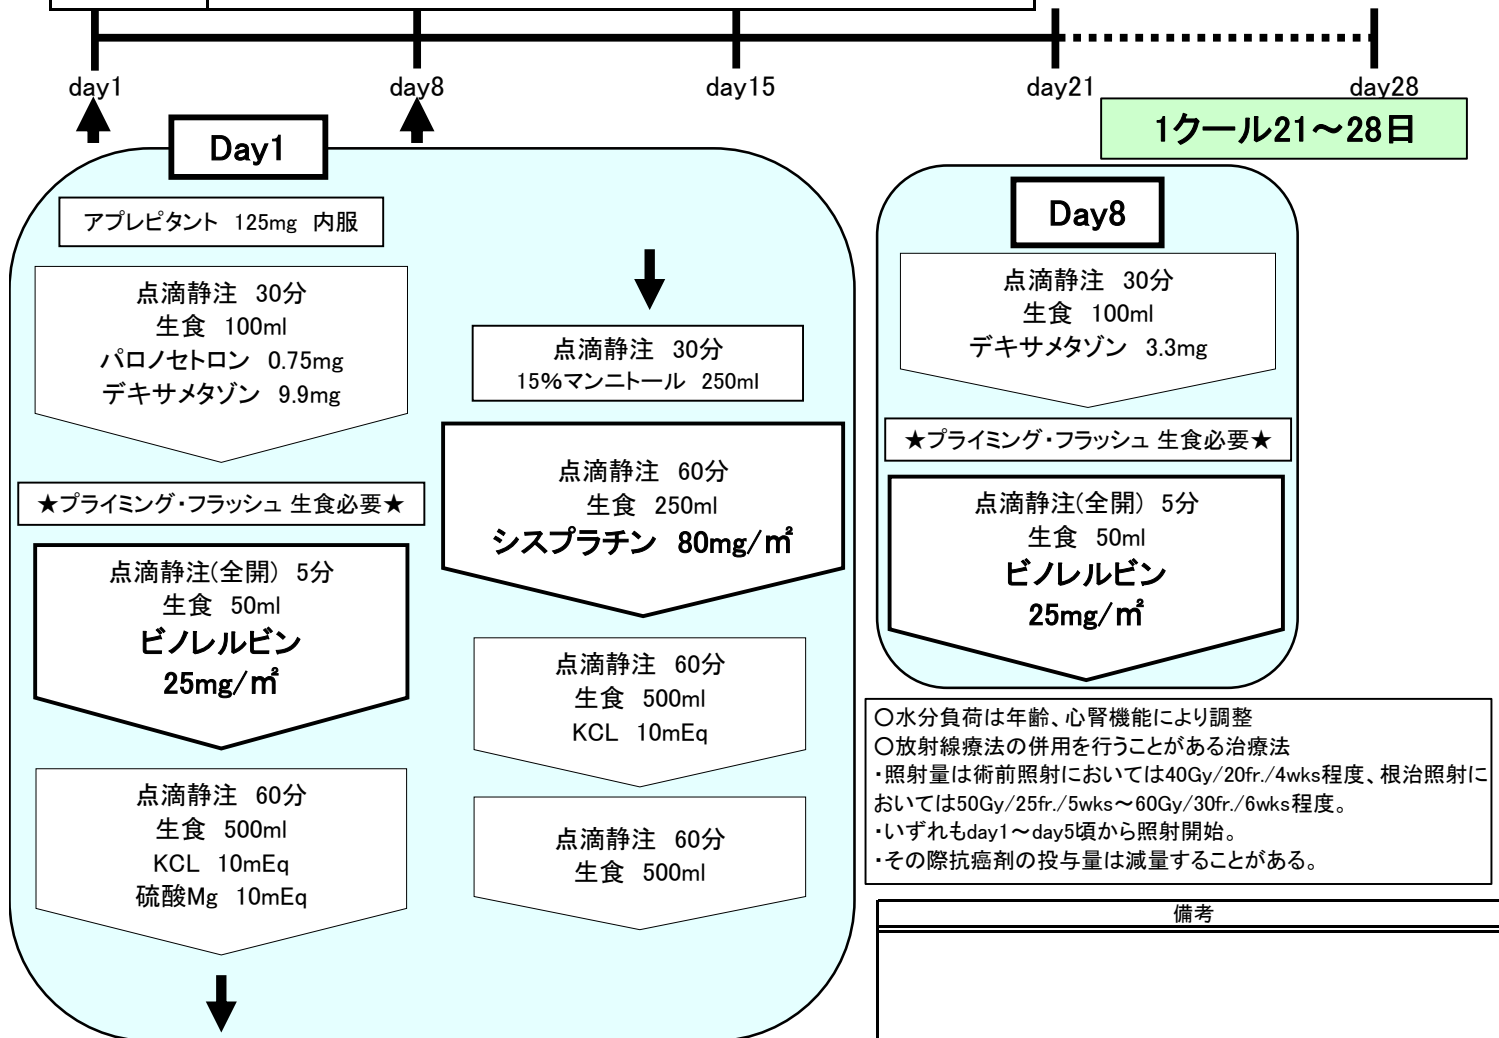 day1
day8
day15
day21
day28
1クール21～28日
Day1
アプレピタント 125mg 内服
点滴静注 30分
生食 100ml
パロノセトロン 0.75mg
デキサメタゾン 9.9mg
★プライミング・フラッシュ 生食必要★
点滴静注(全開) 5分
生食 50ml
ビノレルビン
25mg/㎡
点滴静注 60分
生食 500ml
KCL 10mEq
硫酸Mg 10mEq
点滴静注 30分
15%マンニトール 250ml
点滴静注 60分
生食 250ml
シスプラチン 80mg/㎡
点滴静注 60分
生食 500ml
KCL 10mEq
点滴静注 60分
生食 500ml
Day8
点滴静注 30分
生食 100ml
デキサメタゾン 3.3mg
★プライミング・フラッシュ 生食必要★
点滴静注(全開) 5分
生食 50ml
ビノレルビン
25mg/㎡
○水分負荷は年齢、心腎機能により調整
○放射線療法の併用を行うことがある治療法
・照射量は術前照射においては40Gy/20fr./4wks程度、根治照射に
おいては50Gy/25fr./5wks～60Gy/30fr./6wks程度。
・いずれもday1～day5頃から照射開始。
・その際抗癌剤の投与量は減量することがある。
備考